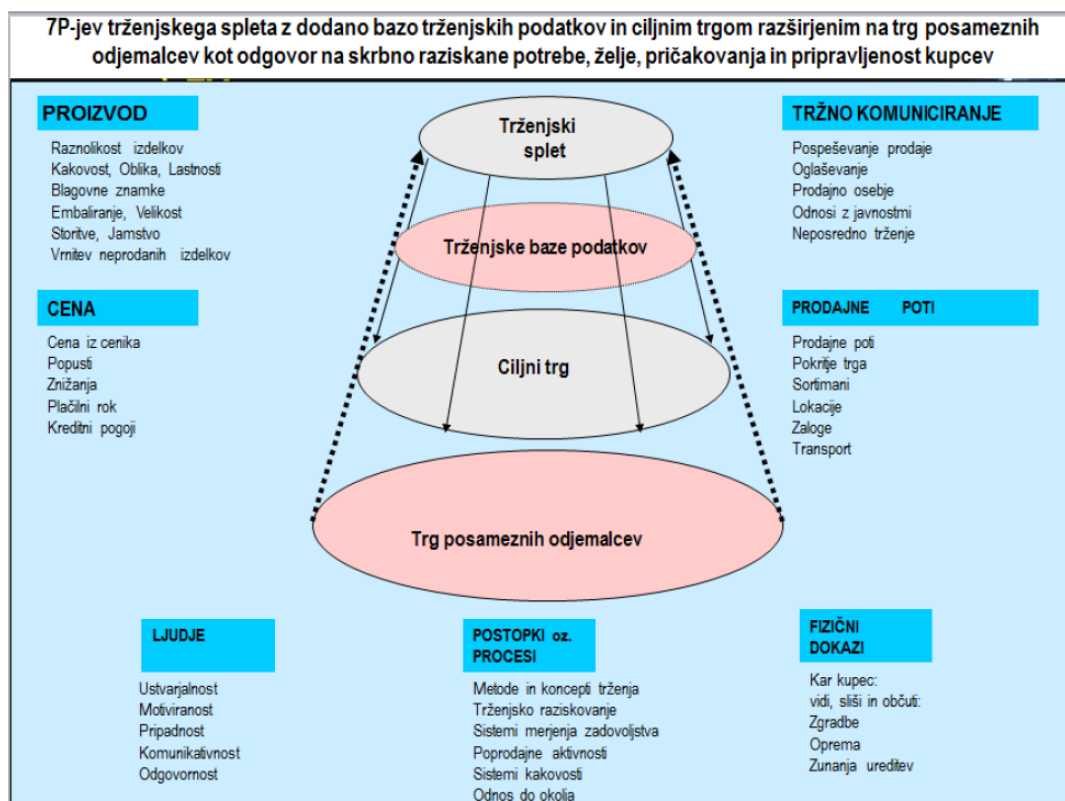 7P-jev trženjskega spleta z dodano bazo trženjskih podatkov in ciljnim trgom razširjenim na trg posameznih
odjemalcev kot odgovor na skrbno raziskane potrebe, želje, pričakovanja in pripravljenost kupcev
PROIZVOD
Raznolikost izdelkov
Kakovost, Oblika, Lastnosti
Blagovne znamke
Embaliranje, Velikost
Storitve, Jamstvo
Vrnitev neprodanih izdelkov
CENA
Cena iz cenika
Popusti
Znižanja
Plačilni rok
Kreditni pogoji
Trženjski
splet
Trženjske baze podatkov
Ciljni trg
Trg posameznih odjemalcev
TRŽNO KOMUNICIRANJE
Pospeševanje prodaje
Oglaševanje
Prodajno osebje
Odnosi z javnostmi
Neposredno trženje
PRODAJNE POTI
Prodajne poti
Pokritje trga
Sortimani
Lokacije
Zaloge
Transport
LJUDJE
Ustvarjalnost
Motiviranost
Pripadnost
Komunikativnost
Odgovornost
POSTOPKI oz.
PROCESI
Metode in koncepti trženja
Trženjsko raziskovanje
Sistemi merjenja zadovoljstva
Poprodajne aktivnosti
Sistemi kakovosti
Odnos do okolja
FIZIČNI
DOKAZI
Kar kupec:
vidi, sliši in občuti:
Zgradbe
Oprema
Zunanja ureditev